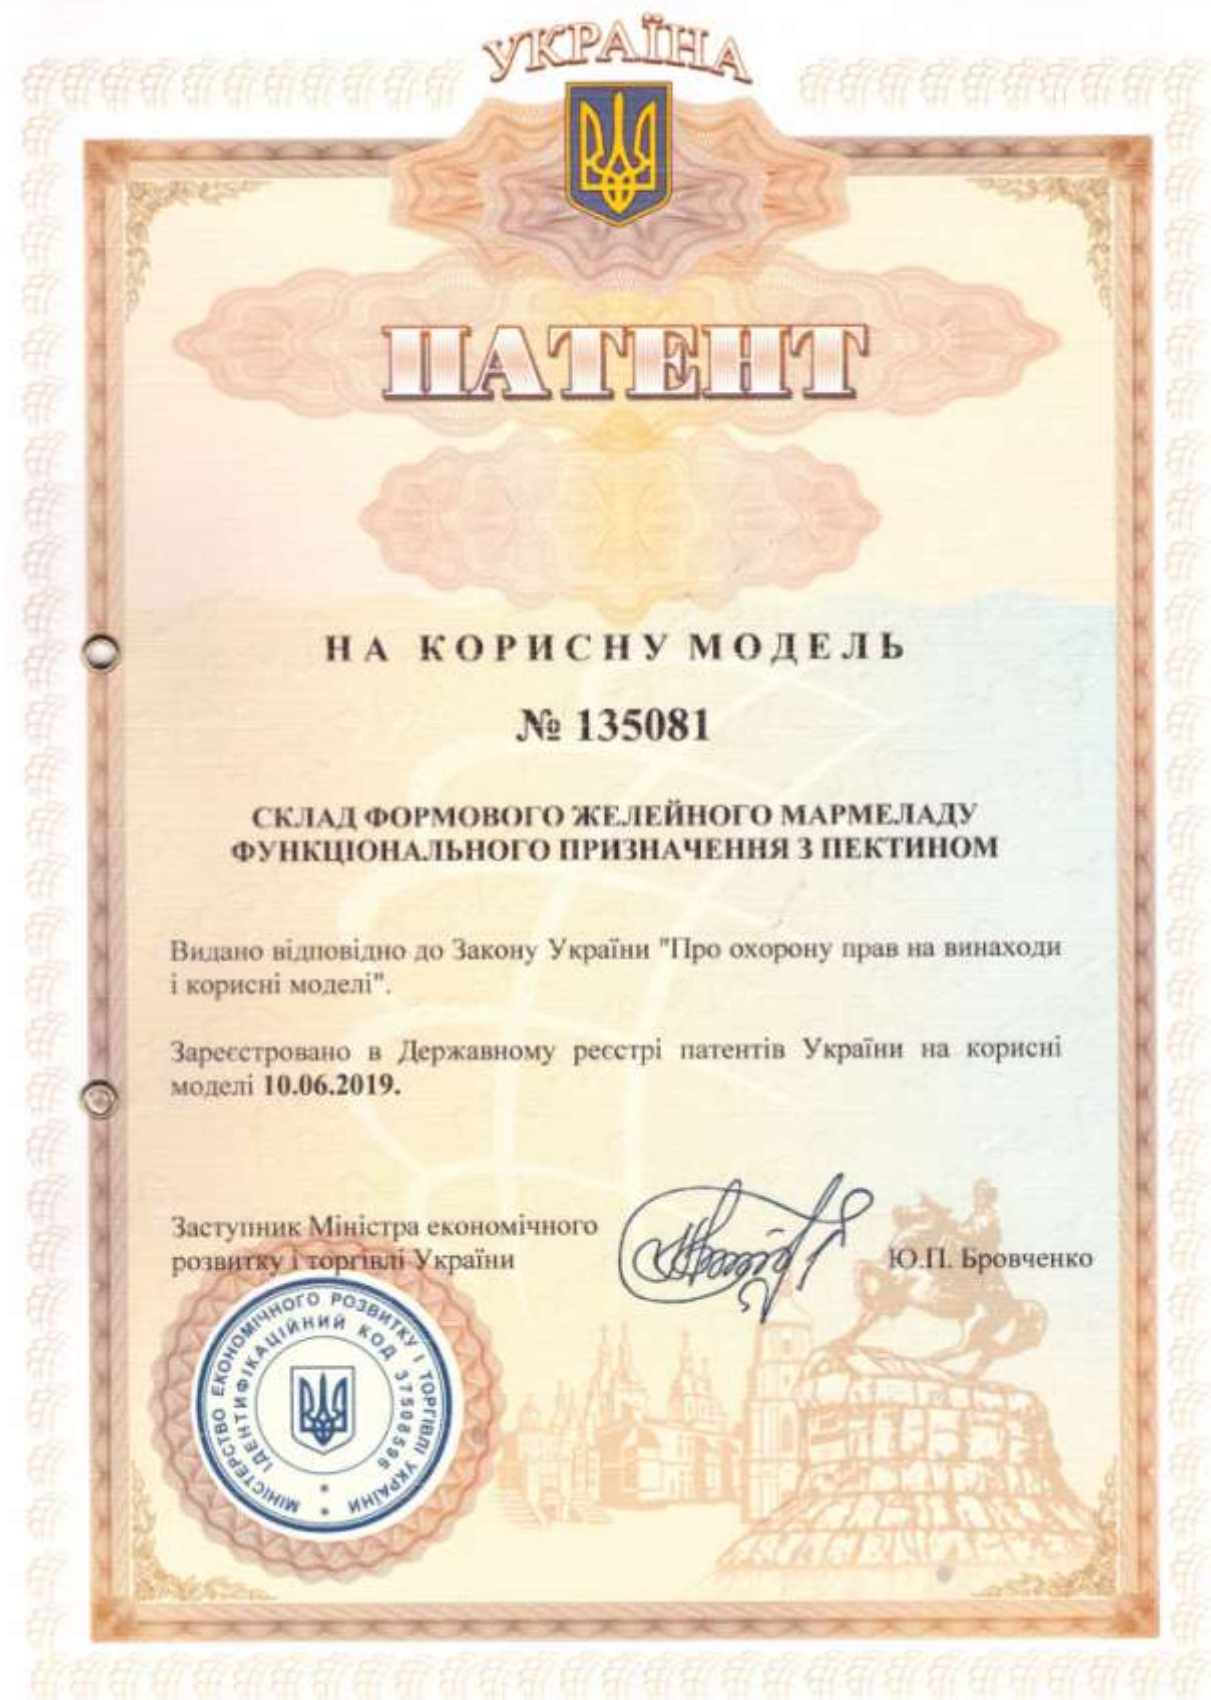 УКРАЇНА
ПАТЕНТ
НА КОРИСНУ МОДЕЛЬ
№ 135081
СКЛАД ФОРМОВОГО ЖЕЛЕЙНОГО МАРМЕЛАДУ
ФУНКЦІОНАЛЬНОГО ПРИЗНАЧЕННЯ З ПЕКТИНОМ
Видано відповідно до Закону України "Про охорону прав на винаходи
і корисні моделі".
Зареєстровано в Державному реєстрі патентів України на корисні
моделі 10.06.2019.
Заступник Міністра економічного
розвитку і торгівлі України
Ю.П. Бровченко
МІНІСТЕРСТВО ЕКОНОМІЧНОГО РОЗВИТКУ І ТОРГІВЛІ УКРАЇНИ *
ІДЕНТИФІКАЦІЙНИЙ КОД 37508596 *